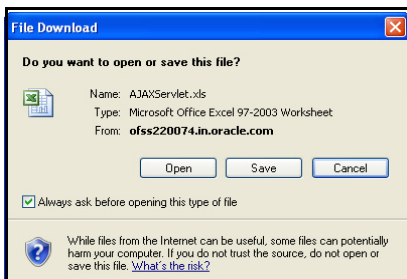 File Download
Do you want to open or save this file?
Name: AJAXServlet.xls
Type: Microsoft Office Excel 97-2003 Worksheet
From: ofss220074.in.oracle.com
Open Save Cancel
Always ask before opening this type of file
While files from the Internet can be useful, some files can potentially
harm your computer. If you do not trust the source, do not open or
save this file. What's the risk?